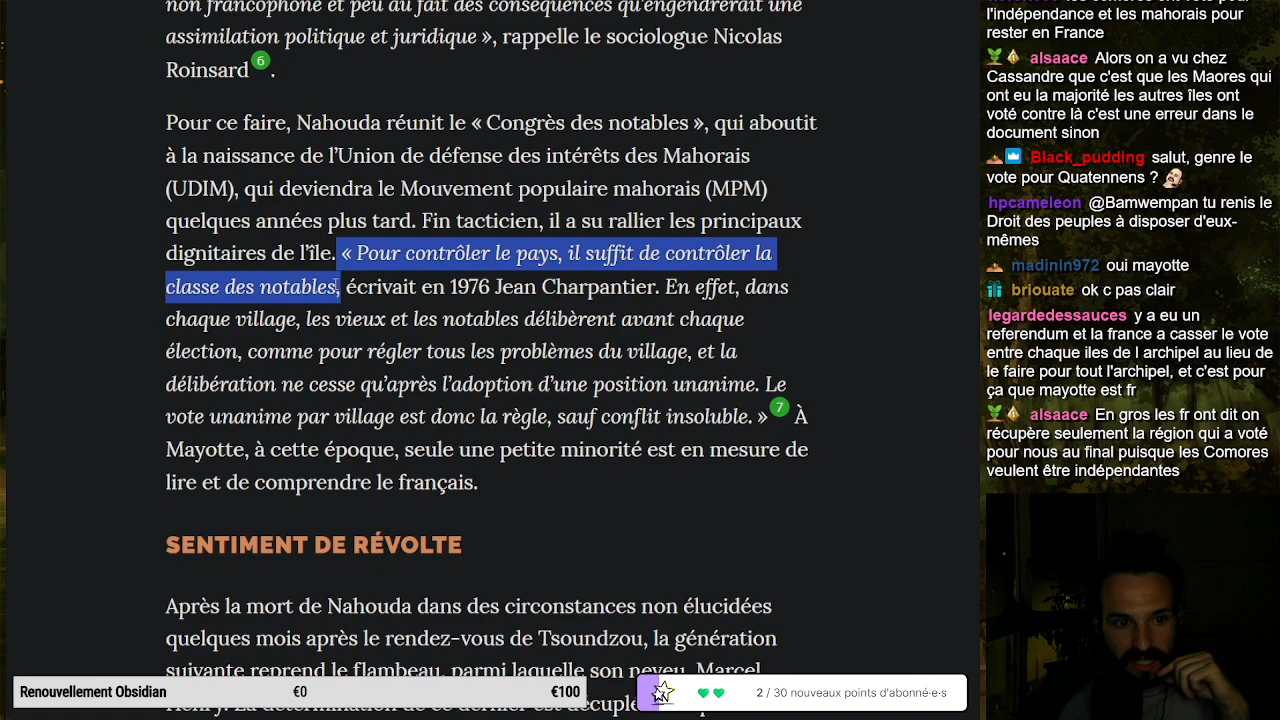 non francophone et peu au fait des conséquences qu'engendrerait une
assimilation politique et juridique », rappelle le sociologue Nicolas
Roinsard 6.
Pour ce faire, Nahouda réunit le « Congrès des notables », qui aboutit
à la naissance de l'Union de défense des intérêts des Mahorais
(UDIM), qui deviendra le Mouvement populaire mahorais (MPM)
quelques années plus tard. Fin tacticien, il a su rallier les principaux
dignitaires de l'île. « Pour contrôler le pays, il suffit de contrôler la
classe des notables, écrivait en 1976 Jean Charpantier. En effet, dans
chaque village, les vieux et les notables délibèrent avant chaque
élection, comme pour régler tous les problèmes du village, et la
délibération ne cesse qu'après l'adoption d'une position unanime. Le
vote unanime par village est donc la règle, sauf conflit insoluble. » 7 À
Mayotte, à cette époque, seule une petite minorité est en mesure de
lire et de comprendre le français.
SENTIMENT DE RÉVOLTE
Après la mort de Nahouda dans des circonstances non élucidées
quelques mois après le rendez-vous de Tsoundzou, la génération
suivante reprend le flambeau, parmi laquelle son neveu, Marcel
Renouvellement Obsidian €0 €100
2 / 30 nouveaux points d'abonné·e·s
l'indépendance et les mahorais pour
rester en France
alsaace Alors on a vu chez
Cassandre que c'est que les Maores qui
ont eu la majorité les autres îles ont
voté contre là c'est une erreur dans le
document sinon
Black_pudding salut, genre le
vote pour Quatennens ?
hpcameleon @Bamwempan tu renis le
Droit des peuples à disposer d'eux-
mêmes
madinin972 oui mayotte
briouate ok c pas clair
legardedessauces y a eu un
referendum et la france a casser le vote
entre chaque iles de l archipel au lieu de
le faire pour tout l'archipel, et c'est pour
ça que mayotte est fr
alsaace En gros les fr ont dit on
récupère seulement la région qui a voté
pour nous au final puisque les Comores
veulent être indépendantes